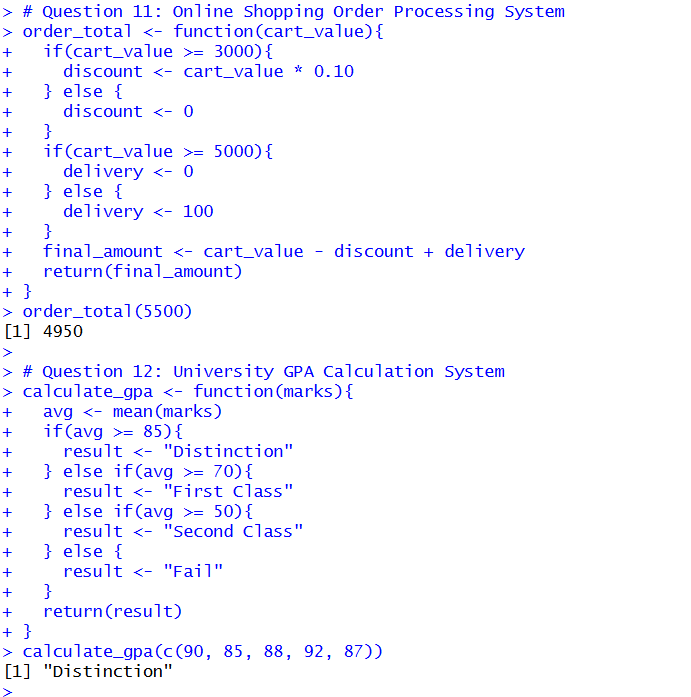 > # Question 11: Online Shopping Order Processing System
> order_total <- function(cart_value){
+   if(cart_value >= 3000){
+     discount <- cart_value * 0.10
+   } else {
+     discount <- 0
+   }
+   if(cart_value >= 5000){
+     delivery <- 0
+   } else {
+     delivery <- 100
+   }
+   final_amount <- cart_value - discount + delivery
+   return(final_amount)
+ }
> order_total(5500)
[1] 4950
>
> # Question 12: University GPA Calculation System
> calculate_gpa <- function(marks){
+   avg <- mean(marks)
+   if(avg >= 85){
+     result <- "Distinction"
+   } else if(avg >= 70){
+     result <- "First Class"
+   } else if(avg >= 50){
+     result <- "Second Class"
+   } else {
+     result <- "Fail"
+   }
+   return(result)
+ }
> calculate_gpa(c(90, 85, 88, 92, 87))
[1] "Distinction"
>